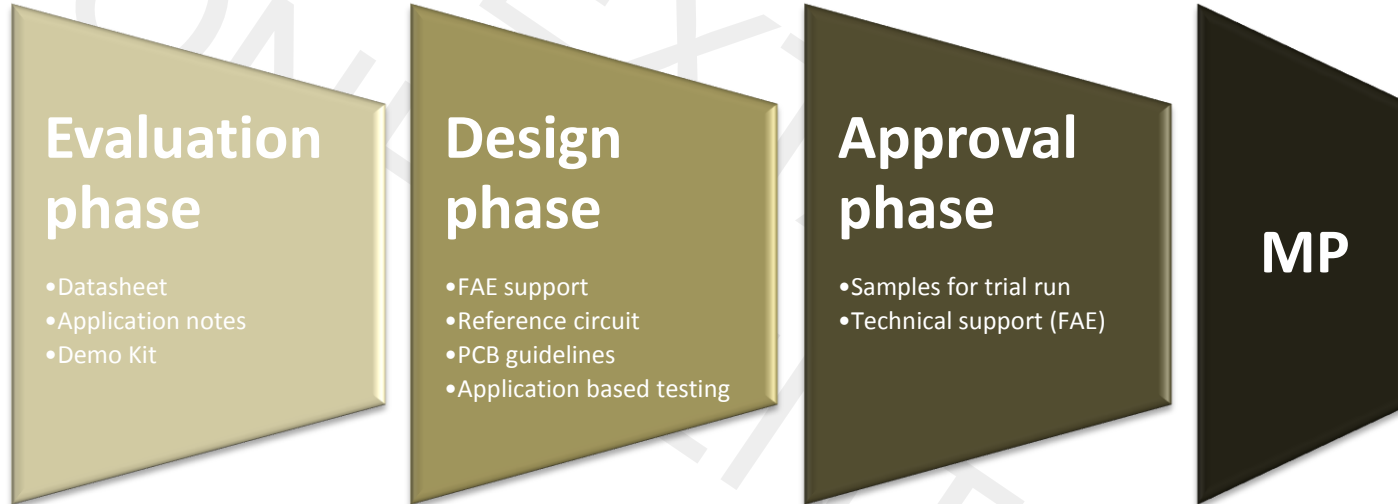 Evaluation
phase
•Datasheet
•Application notes
•Demo Kit
Design
phase
•FAE support
•Reference circuit
•PCB guidelines
•Application based testing
Approval
phase
•Samples for trial run
•Technical support (FAE)
MP